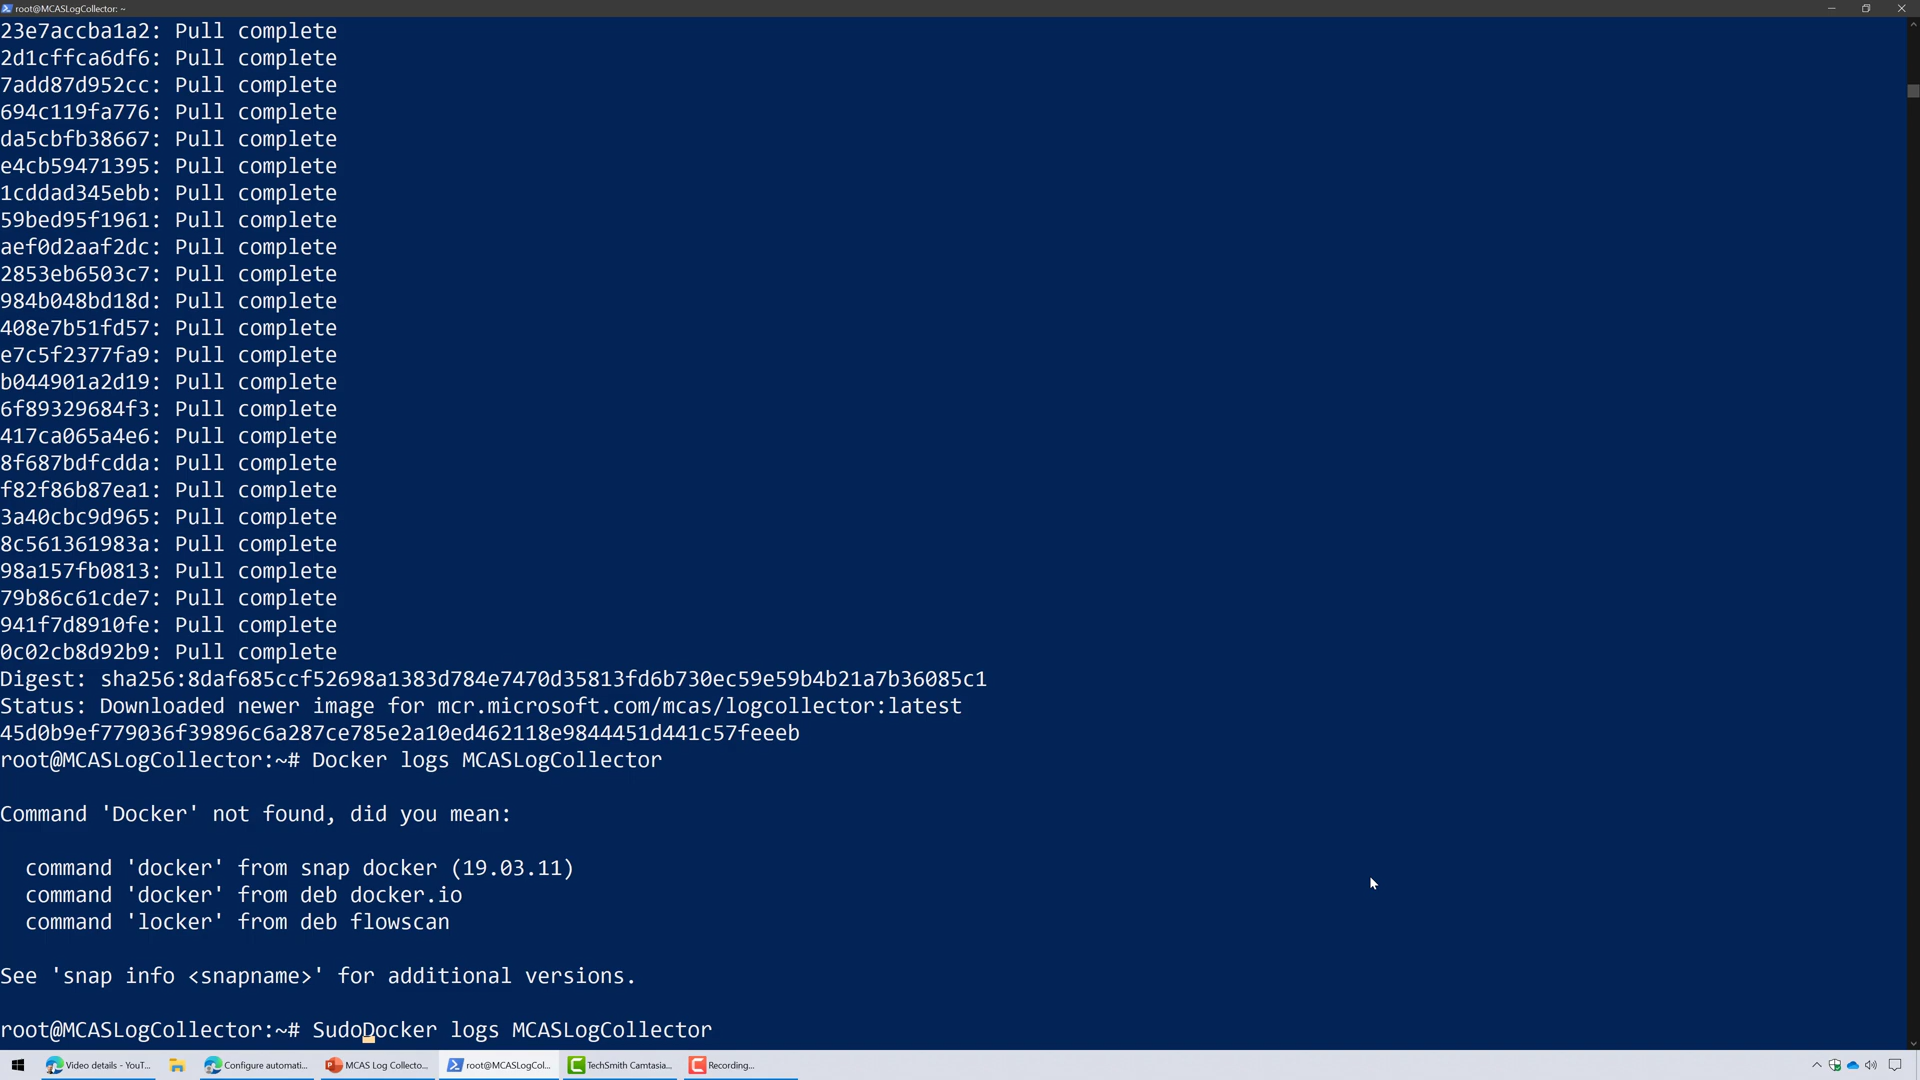 root@MCASLogCollector: ~
23e7accba1a2: Pull complete
2d1cffca6df6: Pull complete
7add87d952cc: Pull complete
694c119fa776: Pull complete
da5cbfb38667: Pull complete
e4cb59471395: Pull complete
1cddad345ebb: Pull complete
59bed95f1961: Pull complete
aef0d2aaf2dc: Pull complete
2853eb6503c7: Pull complete
984b048bd18d: Pull complete
408e7b51fd57: Pull complete
e7c5f2377fa9: Pull complete
b044901a2d19: Pull complete
6f89329684f3: Pull complete
417ca065a4e6: Pull complete
8f687bdfcdda: Pull complete
f82f86b87ea1: Pull complete
3a40cbc9d965: Pull complete
8c561361983a: Pull complete
98a157fb0813: Pull complete
79b86c61cde7: Pull complete
941f7d8910fe: Pull complete
0c02cb8d92b9: Pull complete
Digest: sha256:8daf685ccf52698a1383d784e7470d35813fd6b730ec59e59b4b21a7b36085c1
Status: Downloaded newer image for mcr.microsoft.com/mcas/logcollector:latest
45d0b9ef779036f39896c6a287ce785e2a10ed462118e9844451d441c57feeeb
root@MCASLogCollector:~# Docker logs MCASLogCollector
Command 'Docker' not found, did you mean:
command 'docker' from snap docker (19.03.11)
command 'docker' from deb docker.io
command 'locker' from deb flowscan
See 'snap info <snapname>' for additional versions.
root@MCASLogCollector:~# SudoDocker logs MCASLogCollector
Video details - YouT... Configure automati... MCAS Log Collecto... root@MCASLogCol... TechSmith Camtasia... Recording...